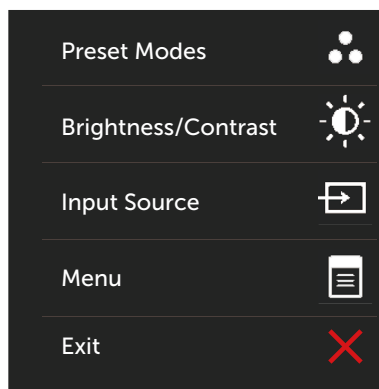 Preset Modes
Brightness/Contrast
Input Source
Menu
Exit